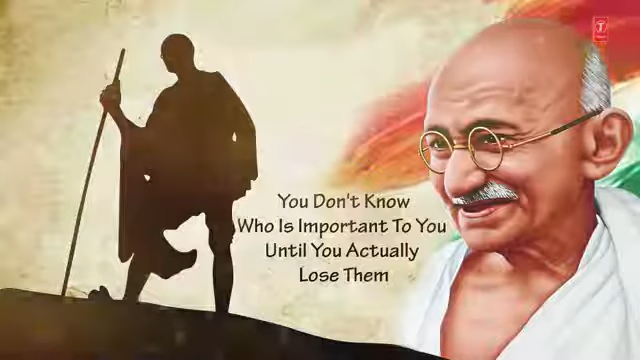 You Don't Know
Who Is Important To You
Until You Actually
Lose Them